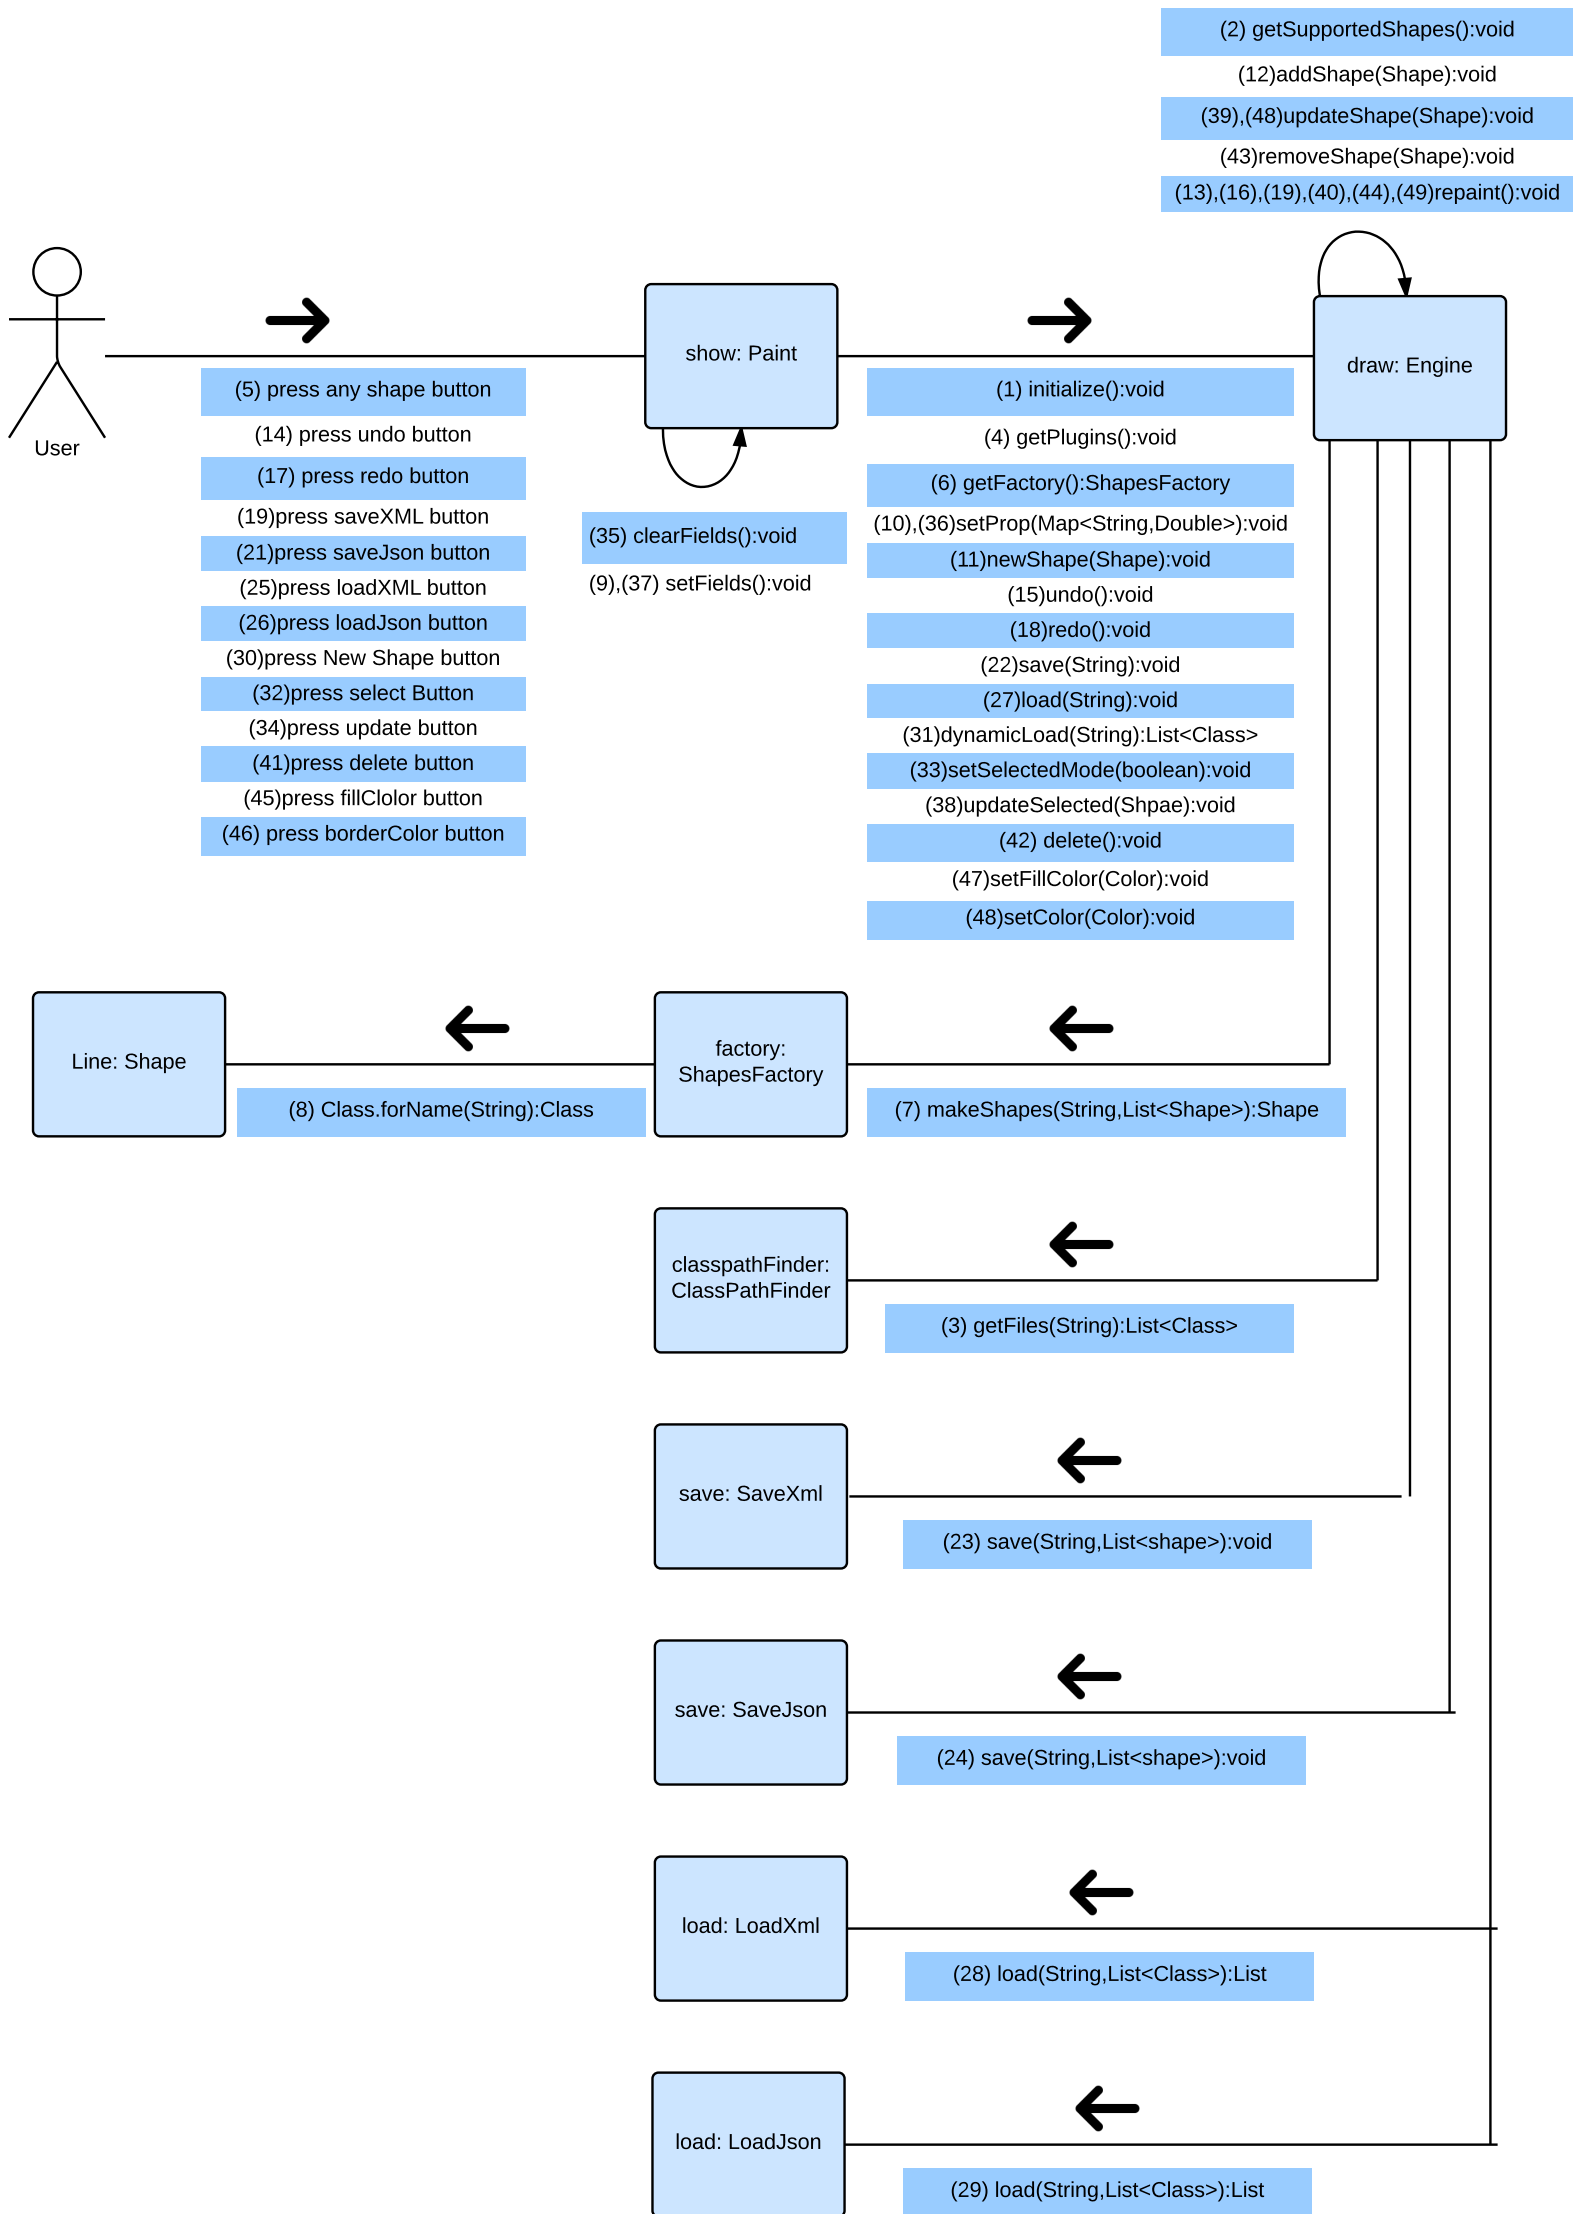 (2) getSupportedShapes():void
(12)addShape(Shape):void
(39),(48)updateShape(Shape):void
(43)removeShape(Shape):void
(13),(16),(19),(40),(44),(49)repaint():void
User
show: Paint
draw: Engine
(5) press any shape button
(14) press undo button
(17) press redo button
(19)press saveXML button
(21)press saveJson button
(25)press loadXML button
(26)press loadJson button
(30)press New Shape button
(32)press select Button
(34)press update button
(41)press delete button
(45)press fillClolor button
(46) press borderColor button
(35) clearFields():void
(9),(37) setFields():void
(1) initialize():void
(4) getPlugins():void
(6) getFactory():ShapesFactory
(10),(36)setProp(Map<String,Double>):void
(11)newShape(Shape):void
(15)undo():void
(18)redo():void
(22)save(String):void
(27)load(String):void
(31)dynamicLoad(String):List<Class>
(33)setSelectedMode(boolean):void
(38)updateSelected(Shpae):void
(42) delete():void
(47)setFillColor(Color):void
(48)setColor(Color):void
Line: Shape
(8) Class.forName(String):Class
factory:
ShapesFactory
(7) makeShapes(String,List<Shape>):Shape
classpathFinder:
ClassPathFinder
(3) getFiles(String):List<Class>
save: SaveXml
(23) save(String,List<shape>):void
save: SaveJson
(24) save(String,List<shape>):void
load: LoadXml
(28) load(String,List<Class>):List
load: LoadJson
(29) load(String,List<Class>):List